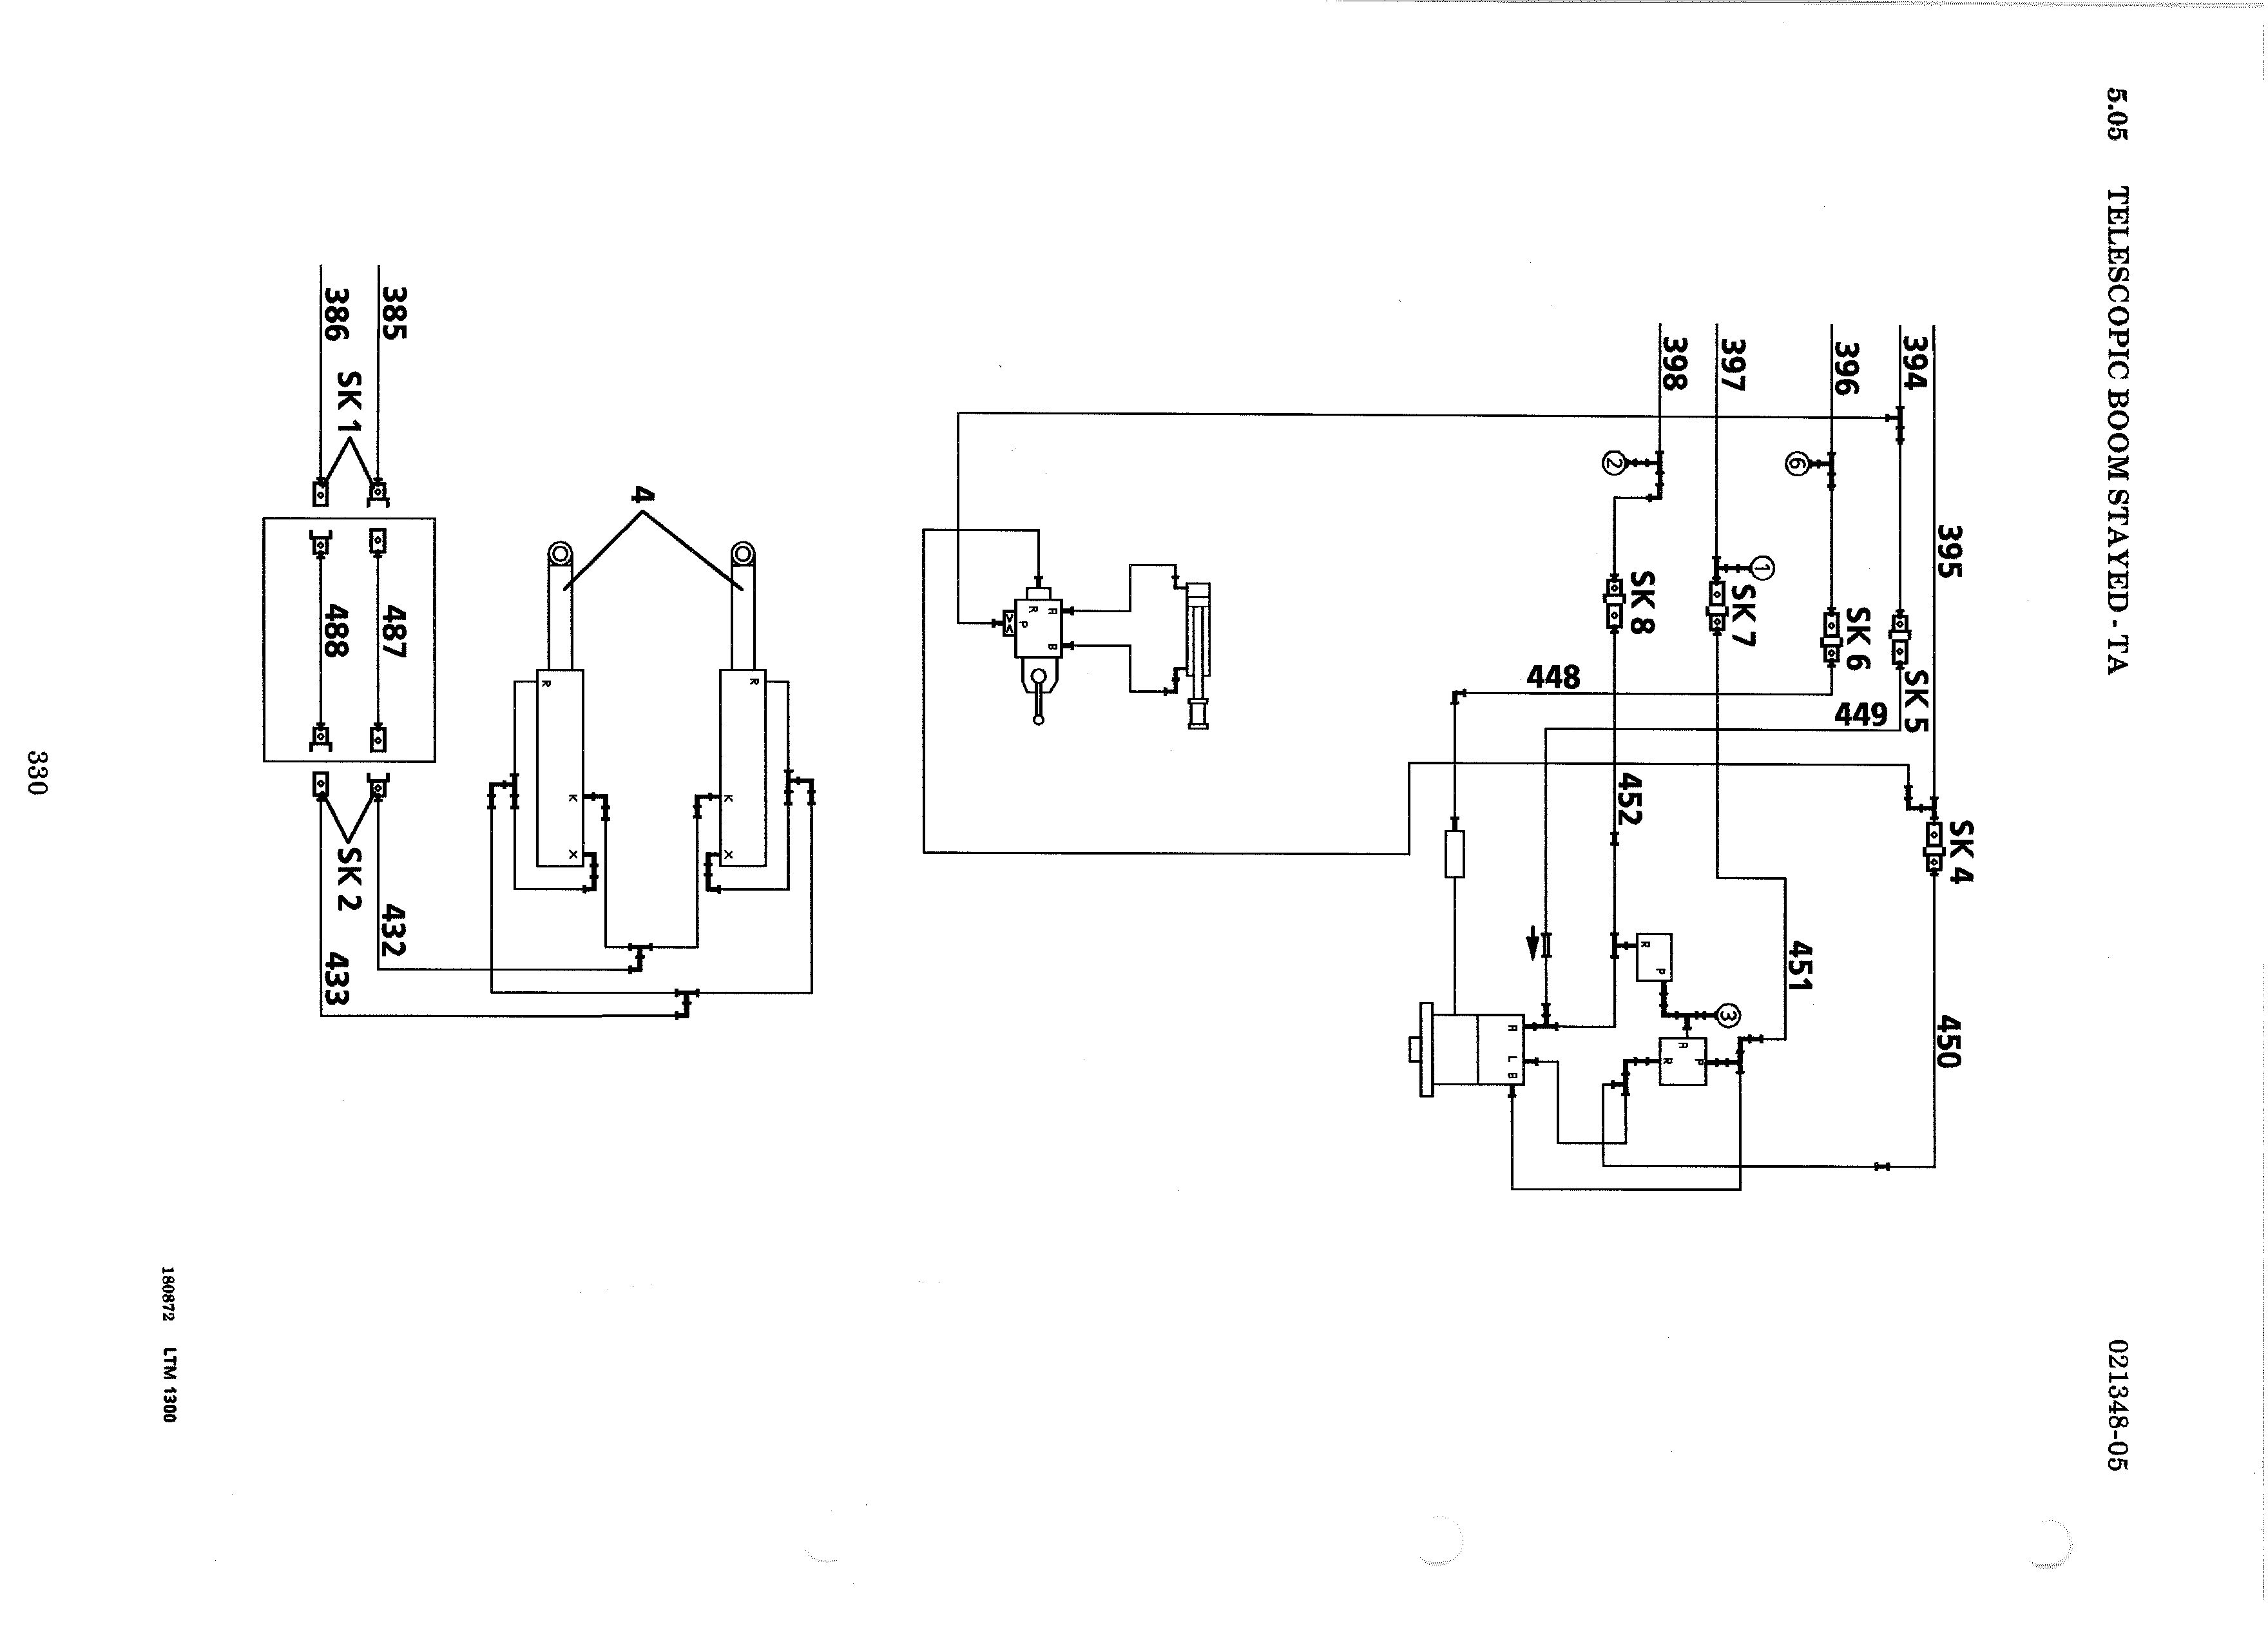 5.05 TELESCOPIC BOOM STAYED - TA
021348-05
395
SK 4
450
394
SK 5
449
396
6
SK 6
448
397
1
SK 7
451
398
2
SK 8
452
R
P
3
A
P
R
A
L
B
A
B
R
P
4
R
K
X
R
K
X
385
386
SK 1
487
488
SK 2
432
433
180872 LTM 1300
330